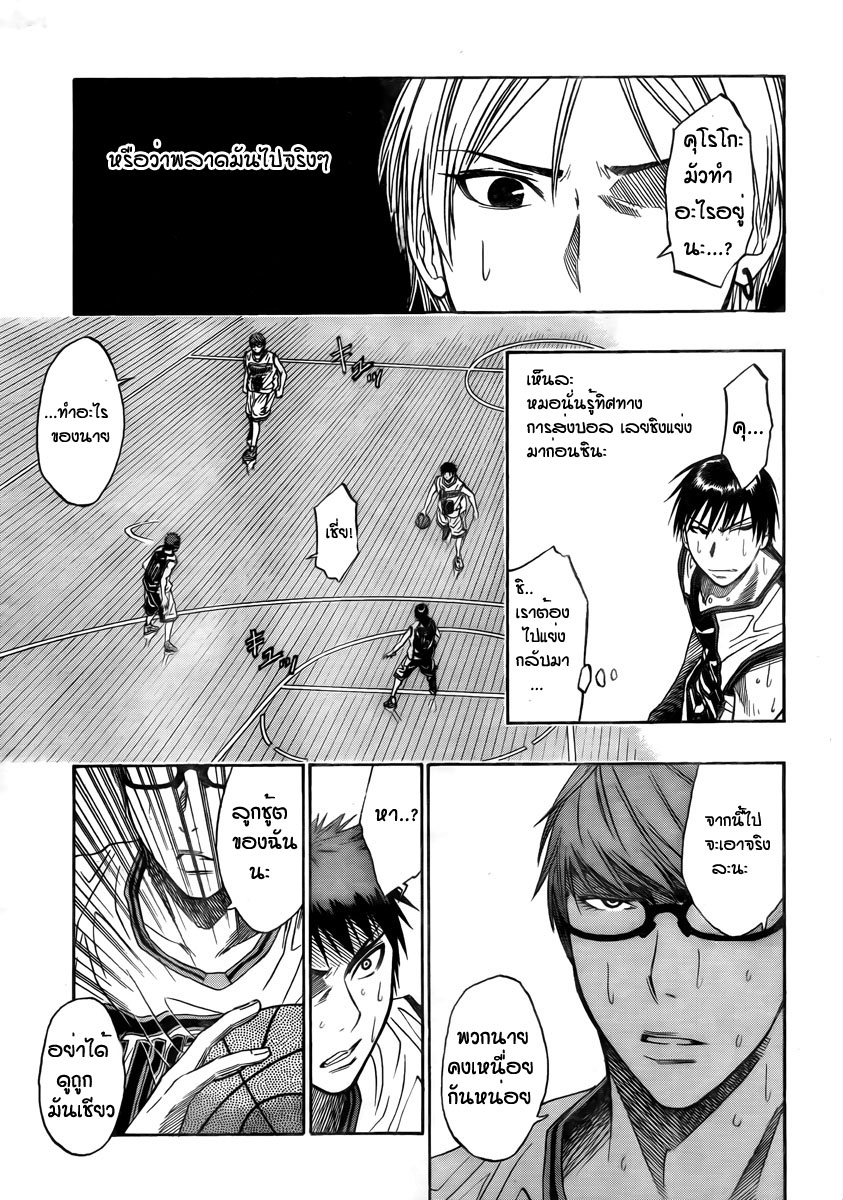 คุโรโกะ
มัวทำ
อะไรอยู่
นะ...?
หรือว่าพลาดมันไปจริงๆ
เห็นละ
หมอนั่นรู้ทิศทาง
การส่งบอล เลยชิงแย่ง
มาก่อนซินะ
คุ...
ชิ..
เราต้อง
ไปแย่ง
กลับมา
...
キュッ
...ทำอะไร
ของนาย
เชี่ย!
キュッ
จากนี้ไป
จะเอาจริง
ละนะ
พวกนาย
คงเหนื่อย
กันหน่อย
หา..?
ลูกชู้ต
ของฉัน
นะ
อย่าได้
ดูถูก
มันเชียว